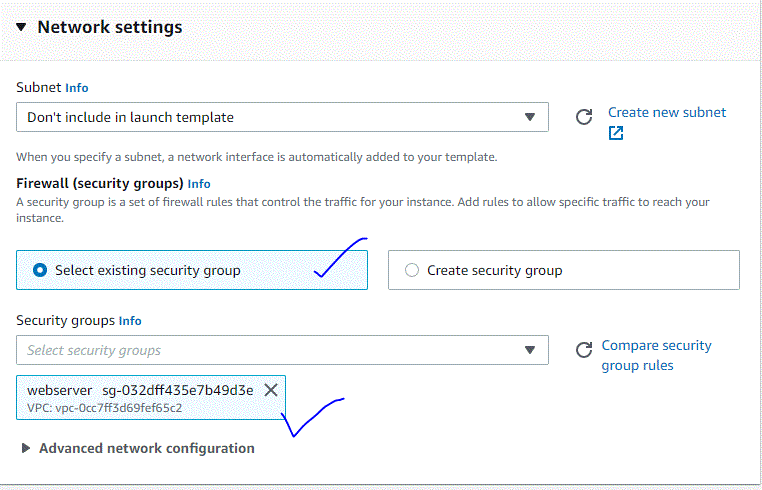 Network settings
Subnet Info
Don't include in launch template
Create new subnet
When you specify a subnet, a network interface is automatically added to your template.
Firewall (security groups) Info
A security group is a set of firewall rules that control the traffic for your instance. Add rules to allow specific traffic to reach your
instance.
Select existing security group
Create security group
Security groups Info
Select security groups
Compare security
group rules
webserver sg-032dff435e7b49d3e
VPC: vpc-0cc7ff3d69fef65c2
Advanced network configuration